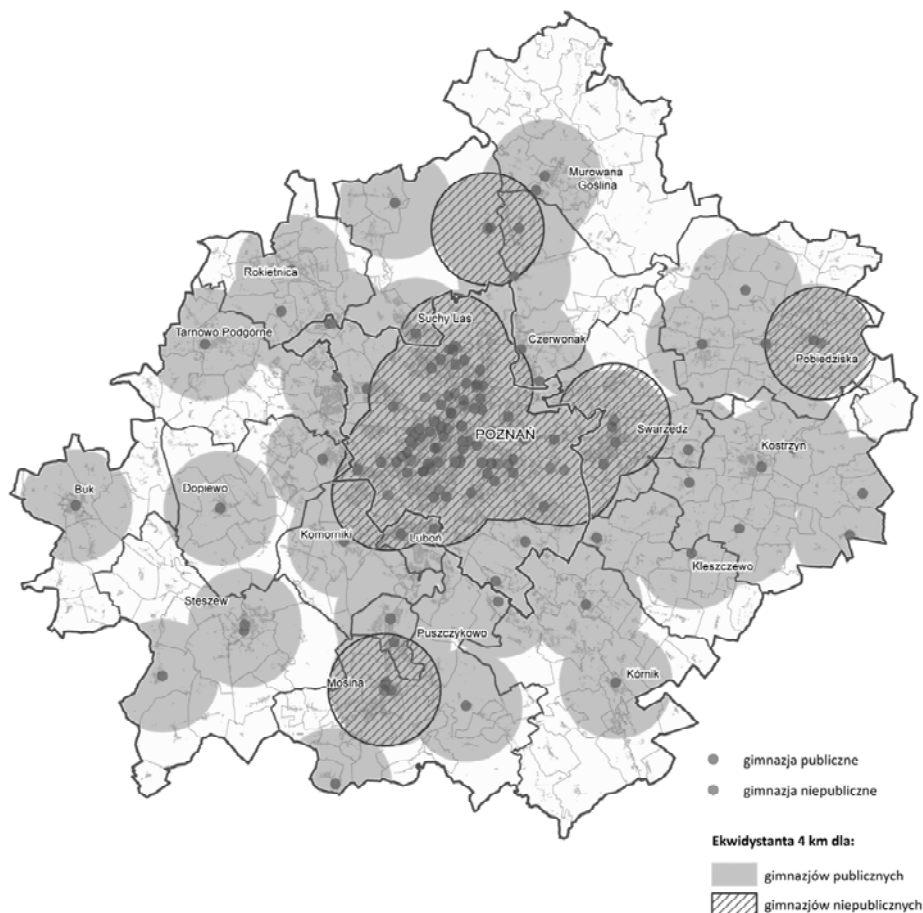 Murowana
Goślina
Rokietnica
Suchy Las
Tarnowo Podgórne
Czerwonak
Pobiedziska
POZNAŃ
Swarzędz
Kostrzyn
Buk
Dopiewo
Komorniki
Luboń
Kleszczewo
Stęszew
Puszczykowo
Mosina
Kórnik
gimnazja publiczne
gimnazja niepubliczne
Ekwidystanta 4 km dla:
gimnazjów publicznych
gimnazjów niepublicznych